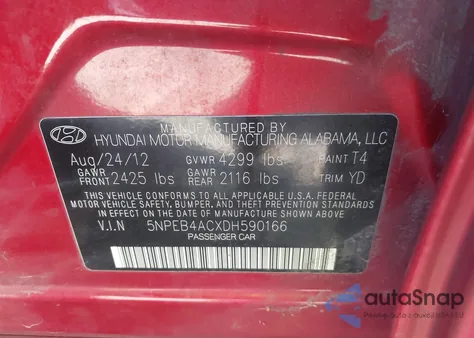 MANUFACTURED BY
HYUNDAI MOTOR MANUFACTURING ALABAMA, LLC
Aug/24/12 GVWR 4299 lbs PAINT T4
GAWR FRONT 2425 lbs GAWR REAR 2116 lbs TRIM YD
THIS VEHICLE CONFORMS TO ALL APPLICABLE U.S.A. FEDERAL
MOTOR VEHICLE SAFETY, BUMPER, AND THEFT PREVENTION
STANDARDS IN EFFECT ON THE DATE OF MANUFACTURE SHOWN ABOVE.
V.I.N 5NPEB4ACXDH590166
PASSENGER CAR
autoSnap